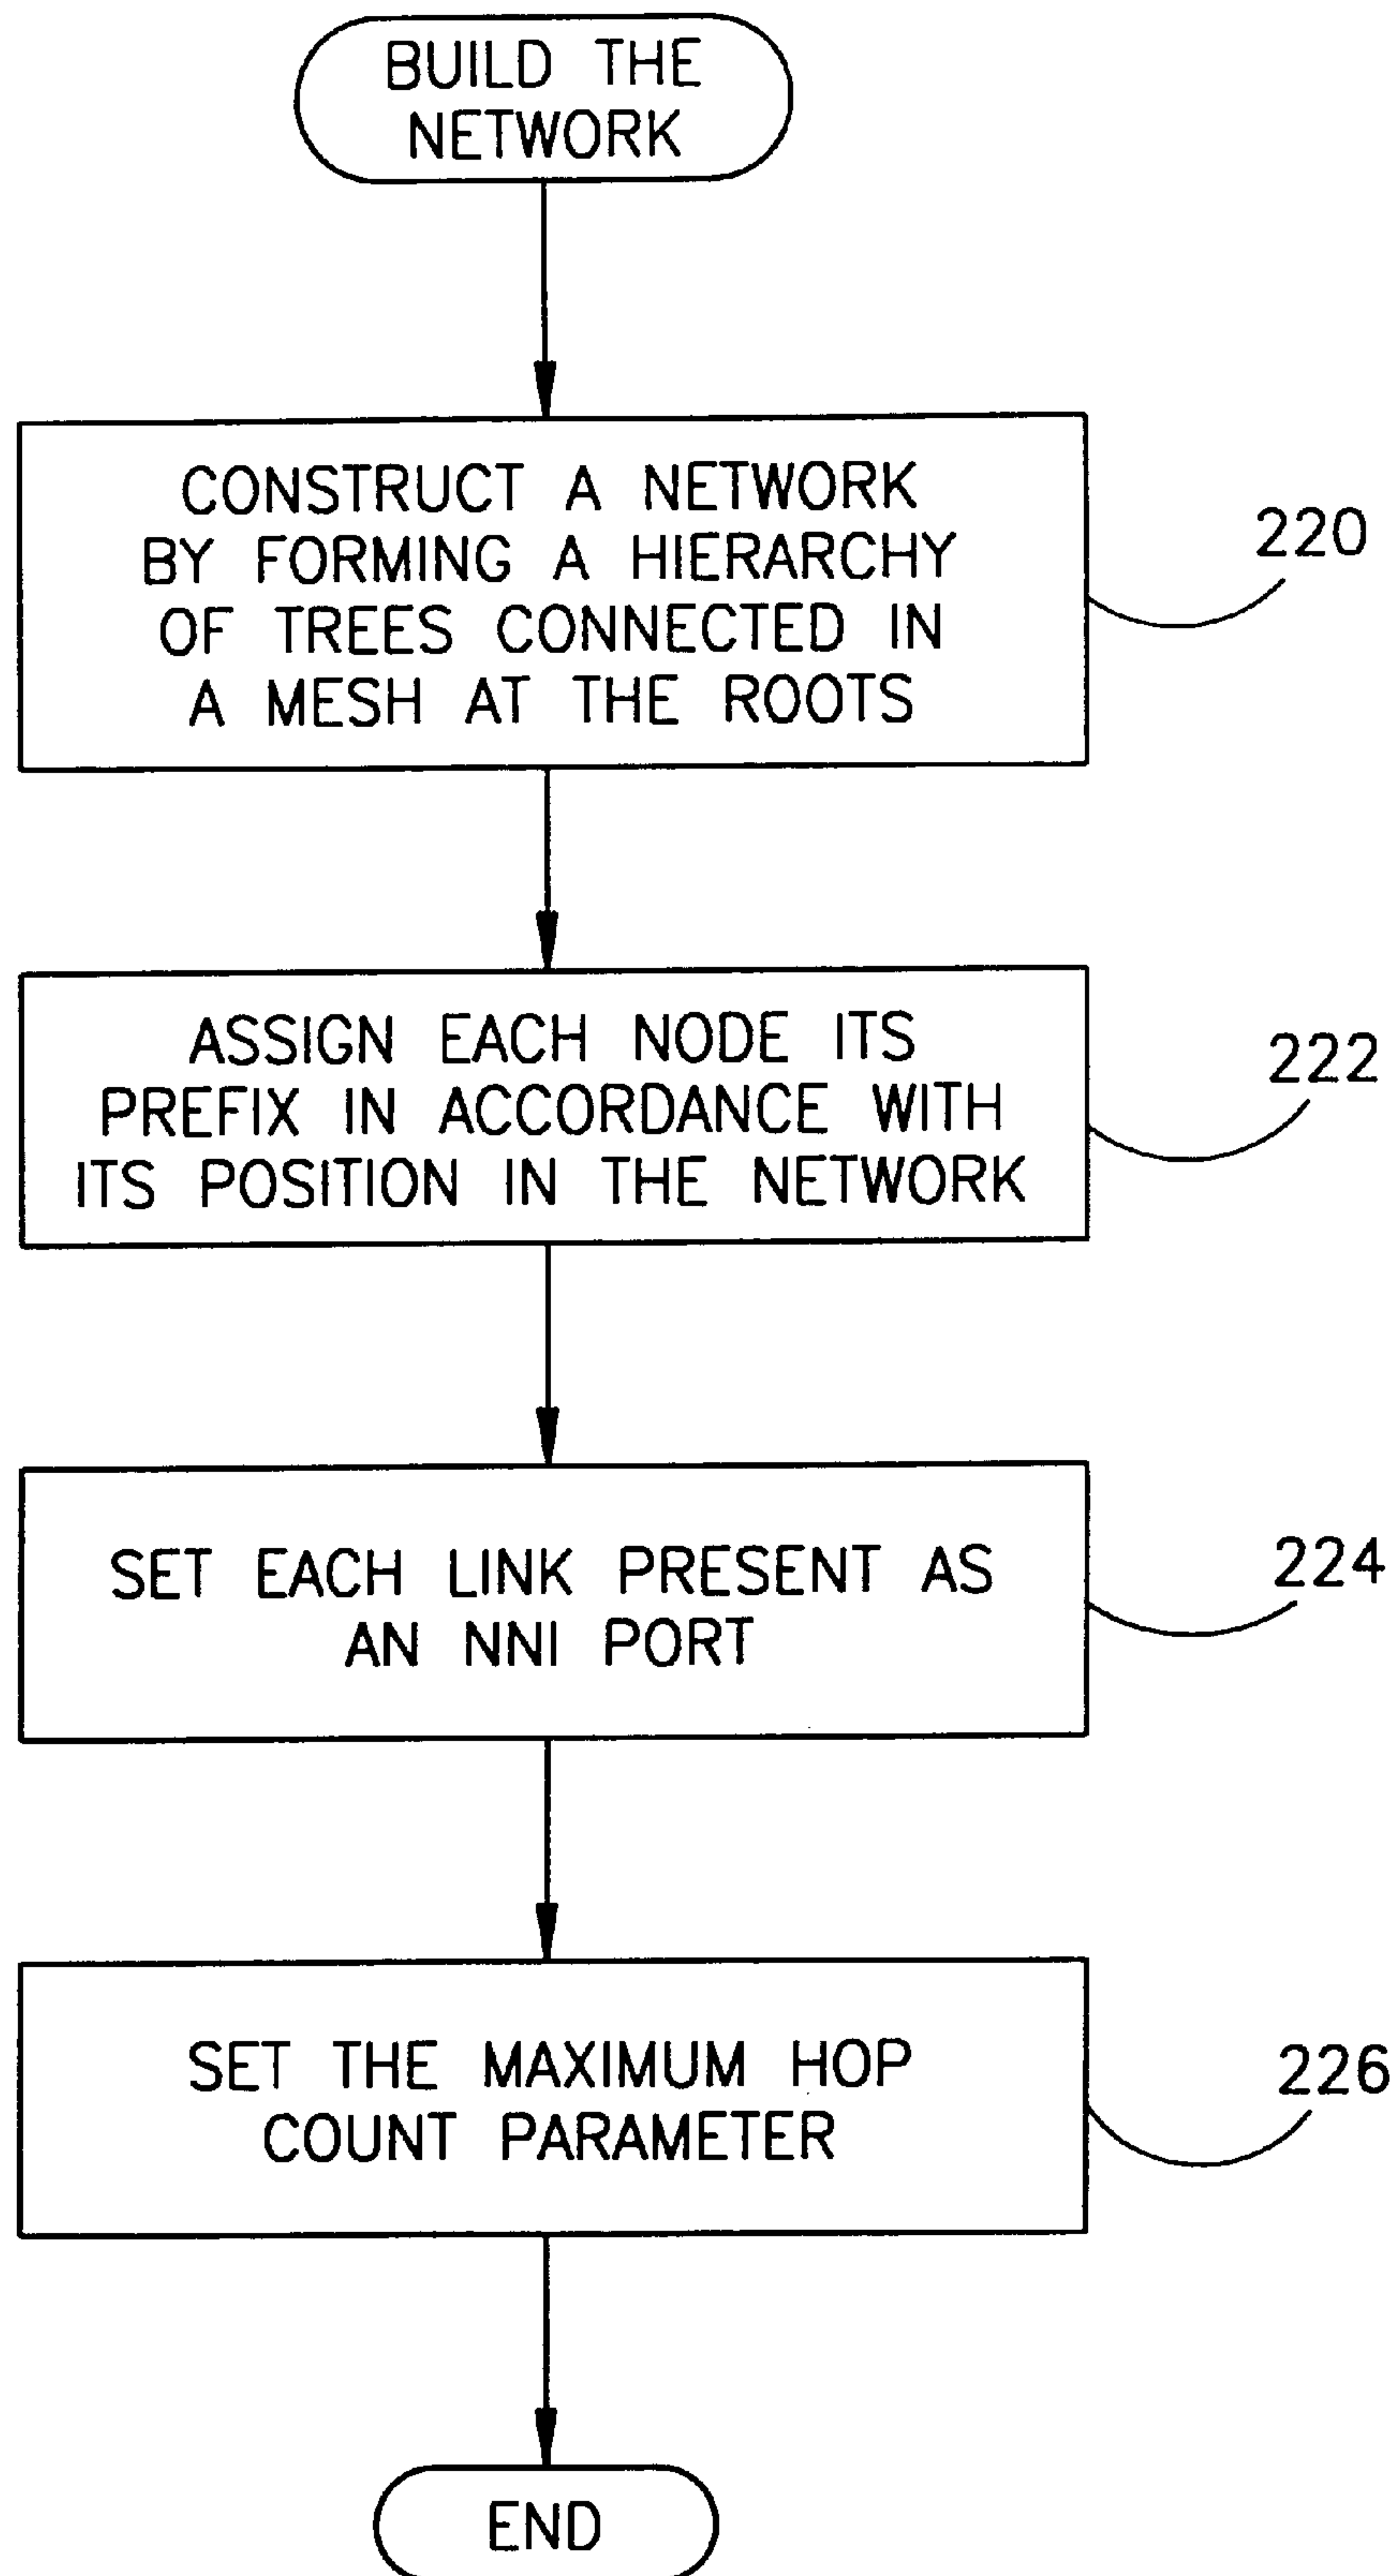 BUILD THE
NETWORK
CONSTRUCT A NETWORK
BY FORMING A HIERARCHY
OF TREES CONNECTED IN
A MESH AT THE ROOTS
220
ASSIGN EACH NODE ITS
PREFIX IN ACCORDANCE WITH
ITS POSITION IN THE NETWORK
222
SET EACH LINK PRESENT AS
AN NNI PORT
224
SET THE MAXIMUM HOP
COUNT PARAMETER
226
END